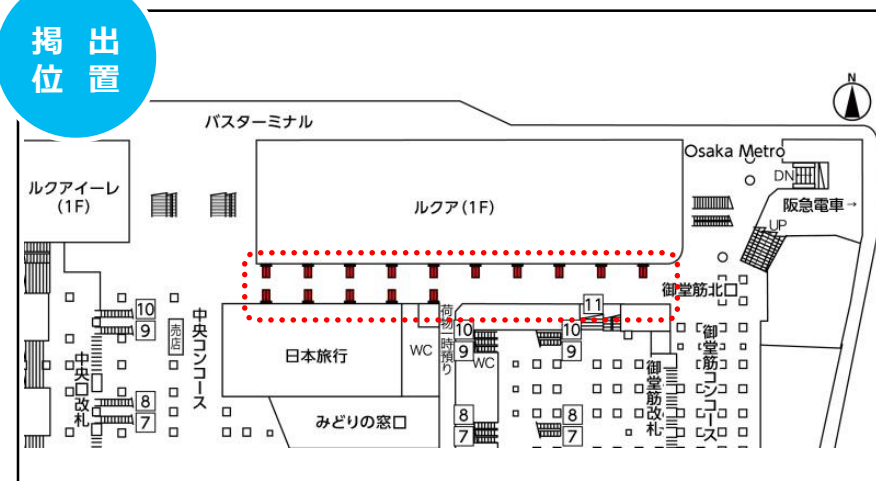 掲出
位置
N
バスターミナル
Osaka Metro
DN
阪急電車→
UP
ルクアイーレ
(1F)
ルクア(1F)
御堂筋北口
10
9
売店
中央コンコース
中央口改札
8
7
日本旅行
WC
荷物一時預り
みどりの窓口
11
10
9
WC
8
7
10
9
8
7
御堂筋改札
御堂筋コンコース